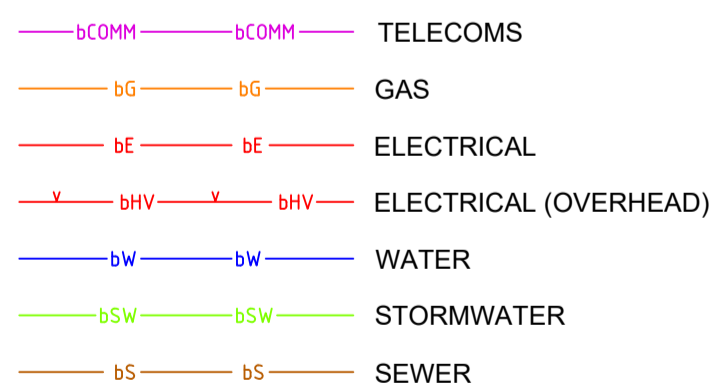 bCOMM bCOMM TELECOMS
bG bG GAS
bE bE ELECTRICAL
v bHV v bHV ELECTRICAL (OVERHEAD)
bW bW WATER
bSW bSW STORMWATER
bS bS SEWER